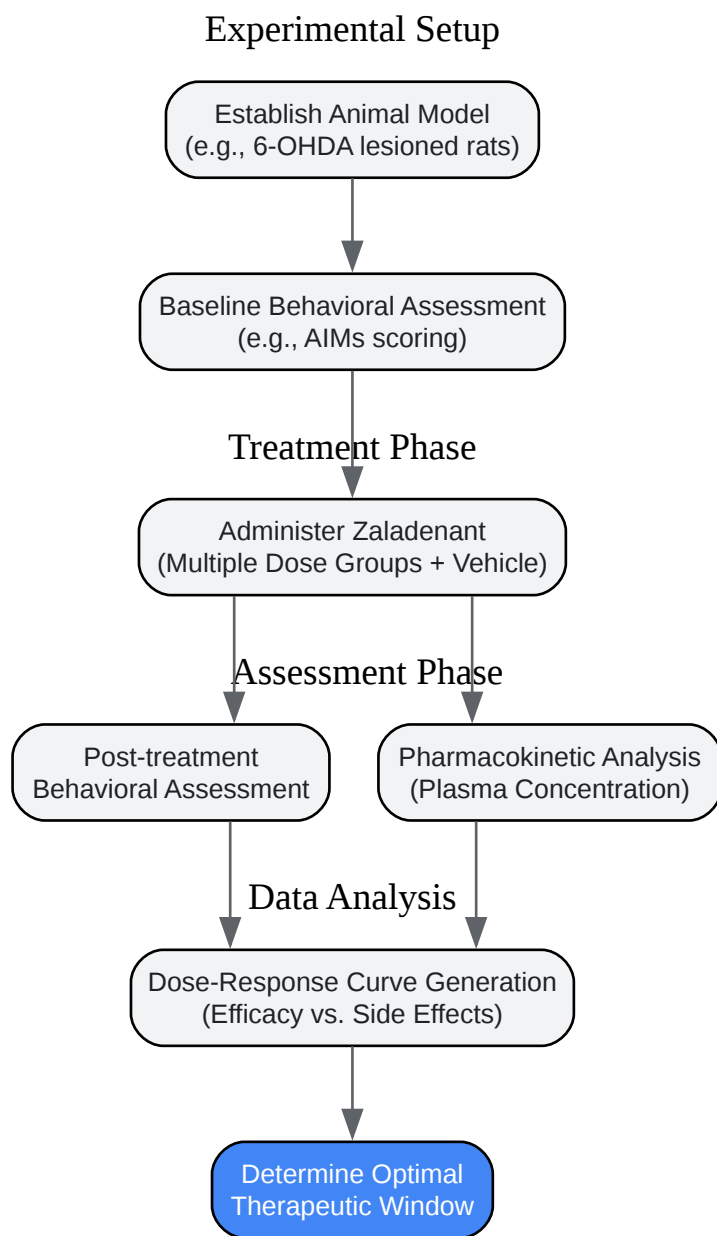 Experimental Setup
Establish Animal Model
(e.g., 6-OHDA lesioned rats)
Baseline Behavioral Assessment
(e.g., AIMs scoring)
Treatment Phase
Administer Zaladenant
(Multiple Dose Groups + Vehicle)
Assessment Phase
Post-treatment
Behavioral Assessment
Pharmacokinetic Analysis
(Plasma Concentration)
Data Analysis
Dose-Response Curve Generation
(Efficacy vs. Side Effects)
Determine Optimal
Therapeutic Window